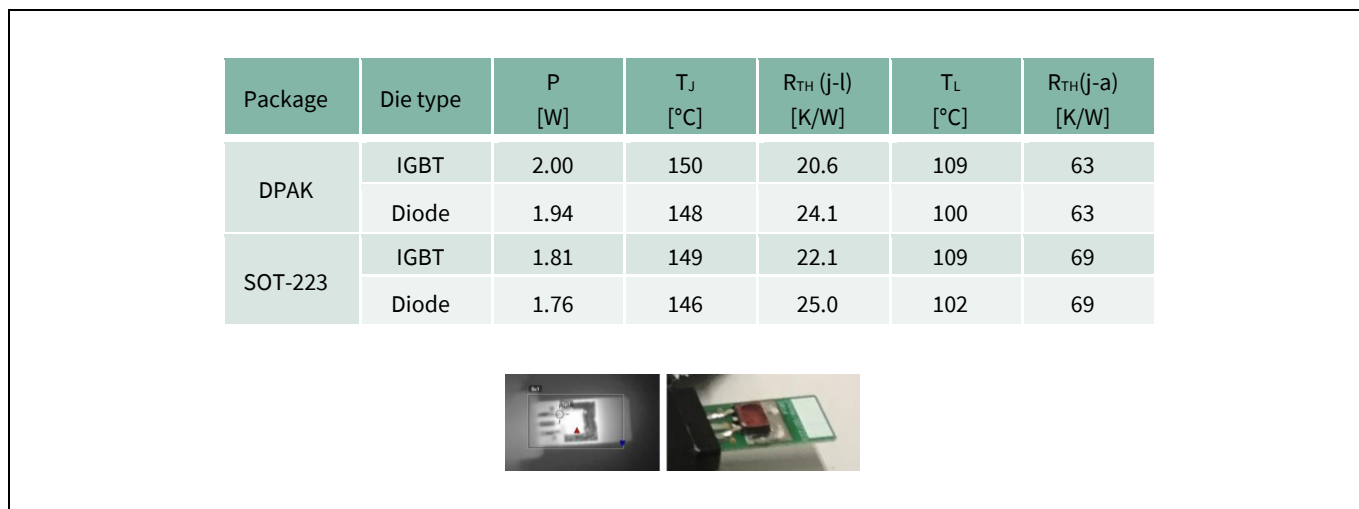 Package Die type P [W] TJ [°C] RTH (j-l) [K/W] TL [°C] RTH(j-a) [K/W]
DPAK IGBT 2.00 150 20.6 109 63
Diode 1.94 148 24.1 100 63
SOT-223 IGBT 1.81 149 22.1 109 69
Diode 1.76 146 25.0 102 69